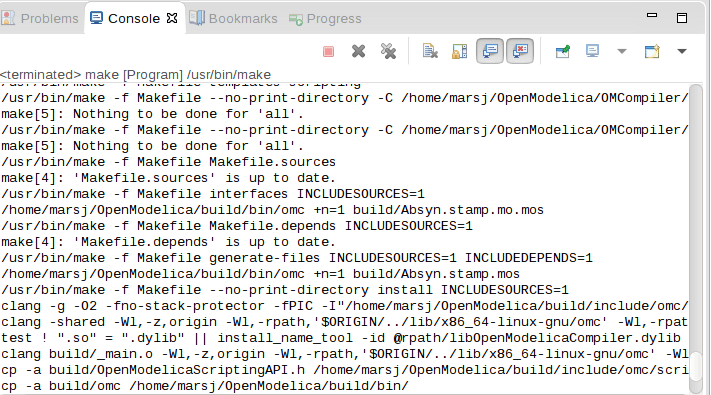 Problems Console Bookmarks Progress
<terminated> make [Program] /usr/bin/make
/usr/bin/make -f Makefile templates-scripting
/usr/bin/make -f Makefile --no-print-directory -C /home/marsj/OpenModelica/OMCompiler/
make[5]: Nothing to be done for 'all'.
/usr/bin/make -f Makefile --no-print-directory -C /home/marsj/OpenModelica/OMCompiler/
make[5]: Nothing to be done for 'all'.
/usr/bin/make -f Makefile Makefile.sources
make[4]: 'Makefile.sources' is up to date.
/usr/bin/make -f Makefile interfaces INCLUDESOURCES=1
/home/marsj/OpenModelica/build/bin/omc +n=1 build/Absyn.stamp.mo.mos
/usr/bin/make -f Makefile Makefile.depends INCLUDESOURCES=1
make[4]: 'Makefile.depends' is up to date.
/usr/bin/make -f Makefile generate-files INCLUDESOURCES=1 INCLUDEDEPENDS=1
/home/marsj/OpenModelica/build/bin/omc +n=1 build/Absyn.stamp.mos
/usr/bin/make -f Makefile --no-print-directory install INCLUDESOURCES=1
clang -g -O2 -fno-stack-protector -fPIC -I"/home/marsj/OpenModelica/build/include/omc/
clang -shared -Wl,-z,origin -Wl,-rpath,'$ORIGIN/../lib/x86_64-linux-gnu/omc' -Wl,-rpat
test ! ".so" = ".dylib" || install_name_tool -id @rpath/libOpenModelicaCompiler.dylib
clang build/_main.o -Wl,-z,origin -Wl,-rpath,'$ORIGIN/../lib/x86_64-linux-gnu/omc' -Wl
cp -a build/OpenModelicaScriptingAPI.h /home/marsj/OpenModelica/build/include/omc/scri
cp -a build/omc /home/marsj/OpenModelica/build/bin/